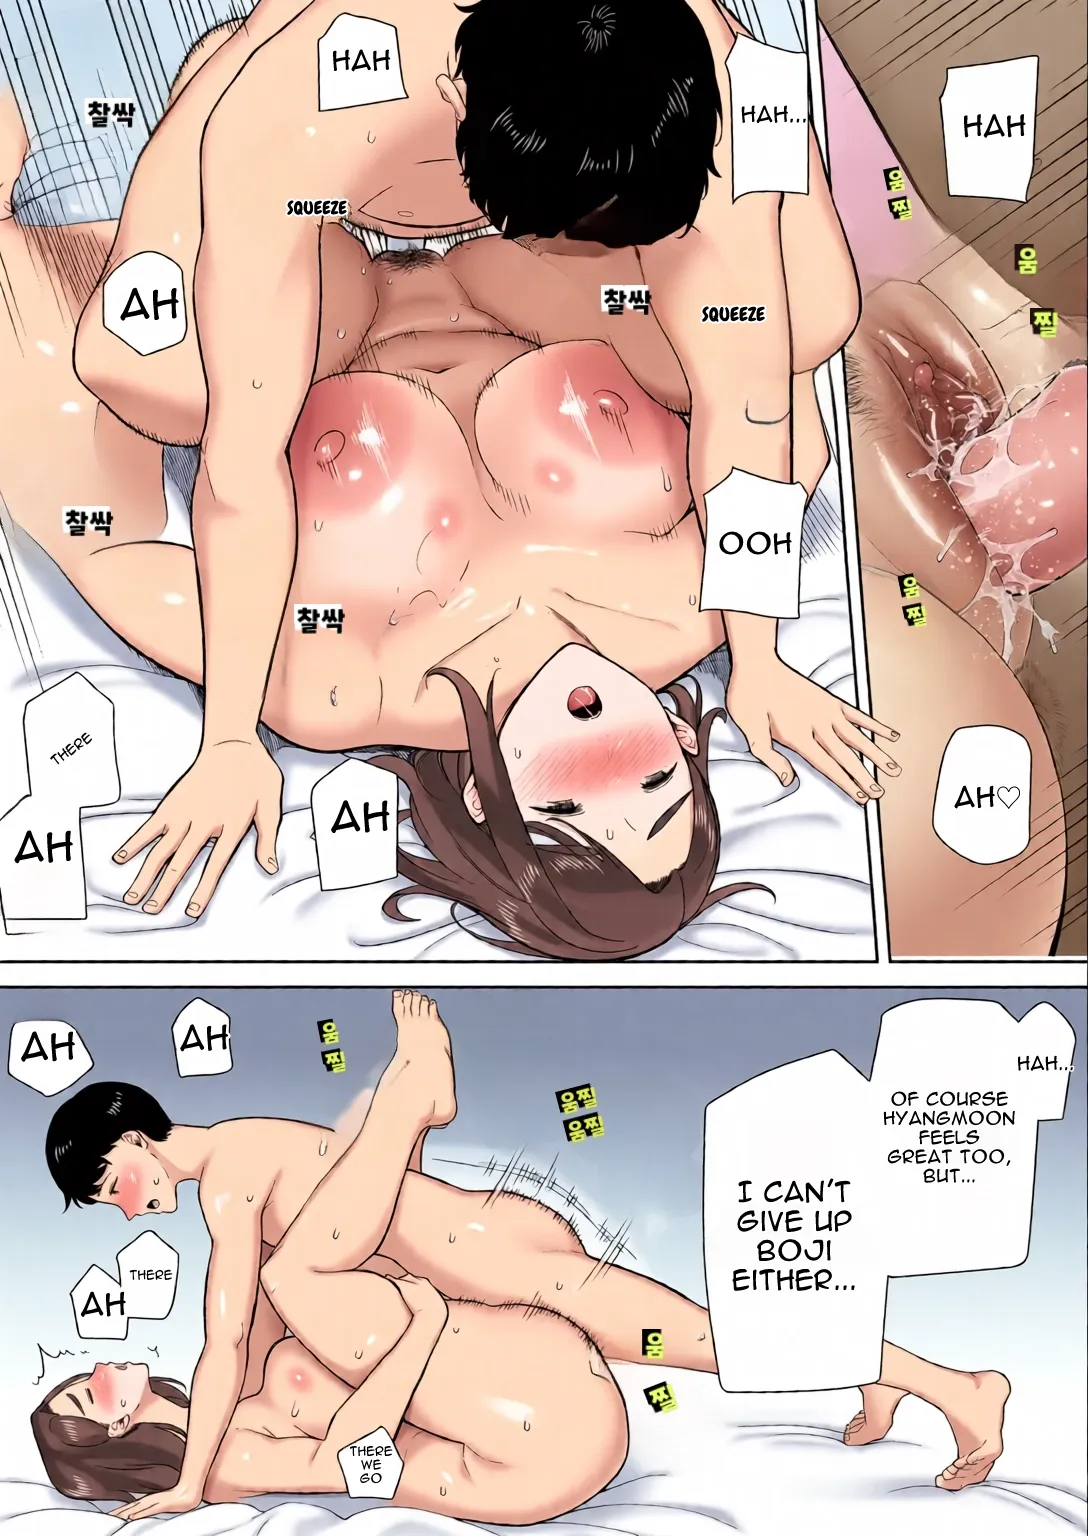 HAH
HAH...
HAH
찰싹
움
찔
SQUEEZE
움
찔
AH
찰싹
SQUEEZE
찰싹
OOH
움
찔
찰싹
THERE
AH
AH
AH♡
AH
AH
움
찔
움찔
움찔
HAH...
OF COURSE
HYANGMOON
FEELS
GREAT TOO,
BUT...
I CAN'T
GIVE UP
BOJI
EITHER...
THERE
AH
움
찔
THERE
WE
GO